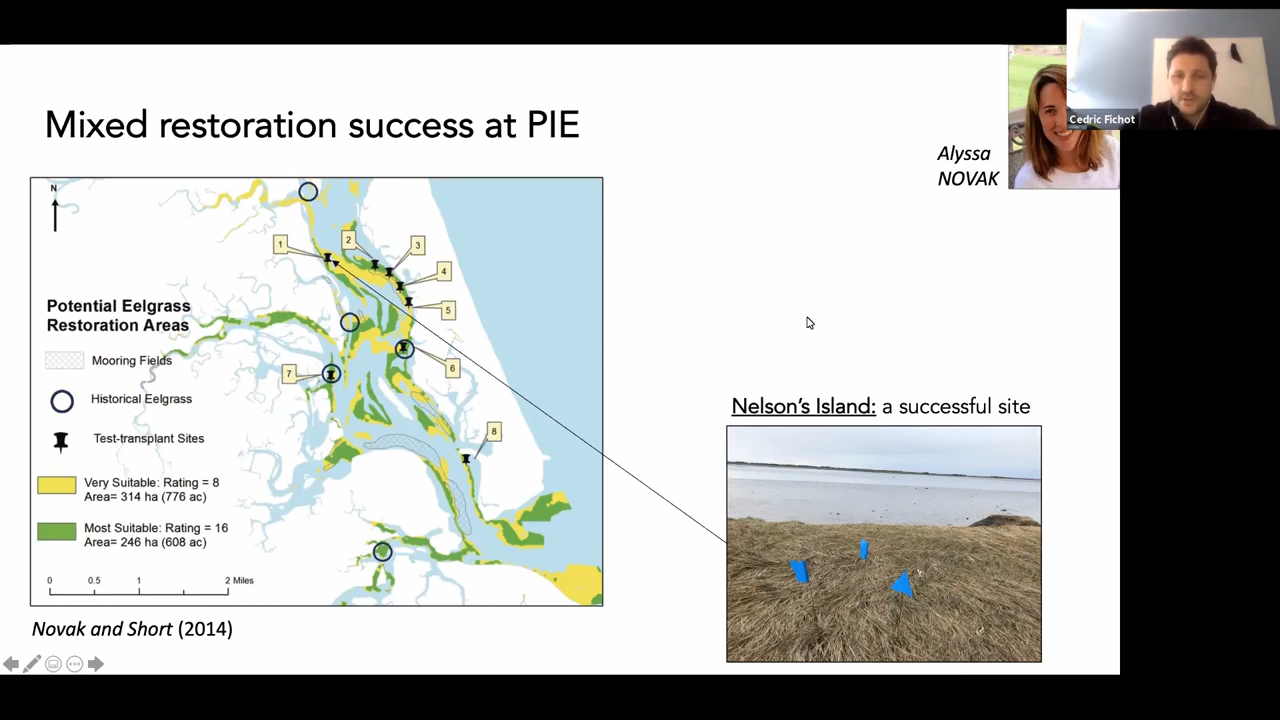 Cedric Fichot
Mixed restoration success at PIE
Alyssa
NOVAK
N
1
2
3
4
5
6
7
8
Potential Eelgrass
Restoration Areas
Mooring Fields
Historical Eelgrass
Test-transplant Sites
Very Suitable: Rating = 8
Area= 314 ha (776 ac)
Most Suitable: Rating = 16
Area= 246 ha (608 ac)
0 0.5 1 2 Miles
Nelson's Island: a successful site
Novak and Short (2014)